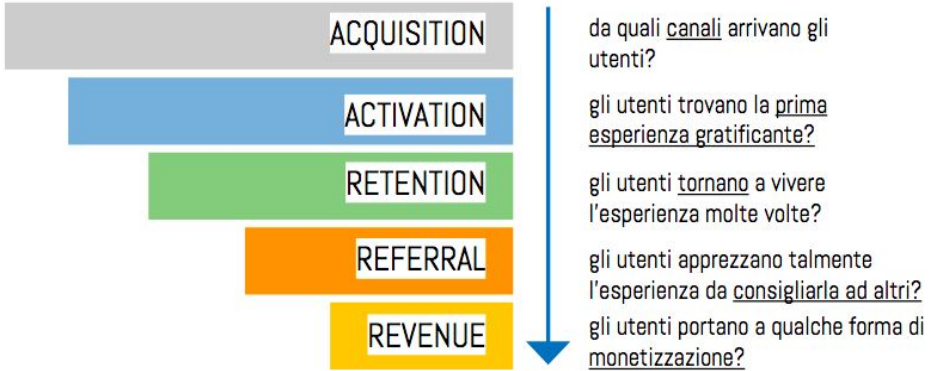 ACQUISITION
da quali canali arrivano gli
utenti?
ACTIVATION
gli utenti trovano la prima
esperienza gratificante?
RETENTION
gli utenti tornano a vivere
l'esperienza molte volte?
REFERRAL
gli utenti apprezzano talmente
l'esperienza da consigliarla ad altri?
REVENUE
gli utenti portano a qualche forma di
monetizzazione?